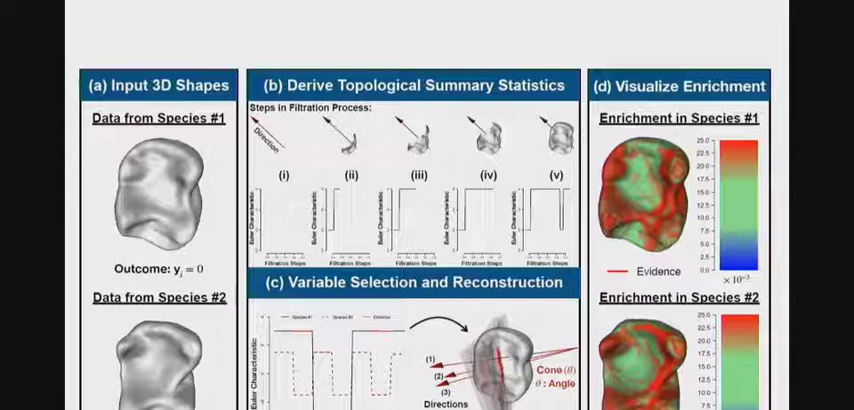 (a) Input 3D Shapes
Data from Species #1
Outcome: y_i = 0
Data from Species #2
(b) Derive Topological Summary Statistics
Steps in Filtration Process:
Direction
(i)
(ii)
(iii)
(iv)
(v)
Euler Characteristic
Euler Characteristic
Euler Characteristic
Euler Characteristic
Euler Characteristic
Filtration Steps
Filtration Steps
Filtration Steps
Filtration Steps
Filtration Steps
(c) Variable Selection and Reconstruction
Species #1
Species #2
Euler Characteristic
(1)
(2)
(3)
Directions
Cone (θ)
θ : Angle
(d) Visualize Enrichment
Enrichment in Species #1
25.0
22.5
20.0
17.5
15.0
12.5
10.0
7.5
5.0
2.5
0.0
× 10⁻³
Evidence
Enrichment in Species #2
25.0
22.5
20.0
17.5
15.0
12.5
10.0
7.5